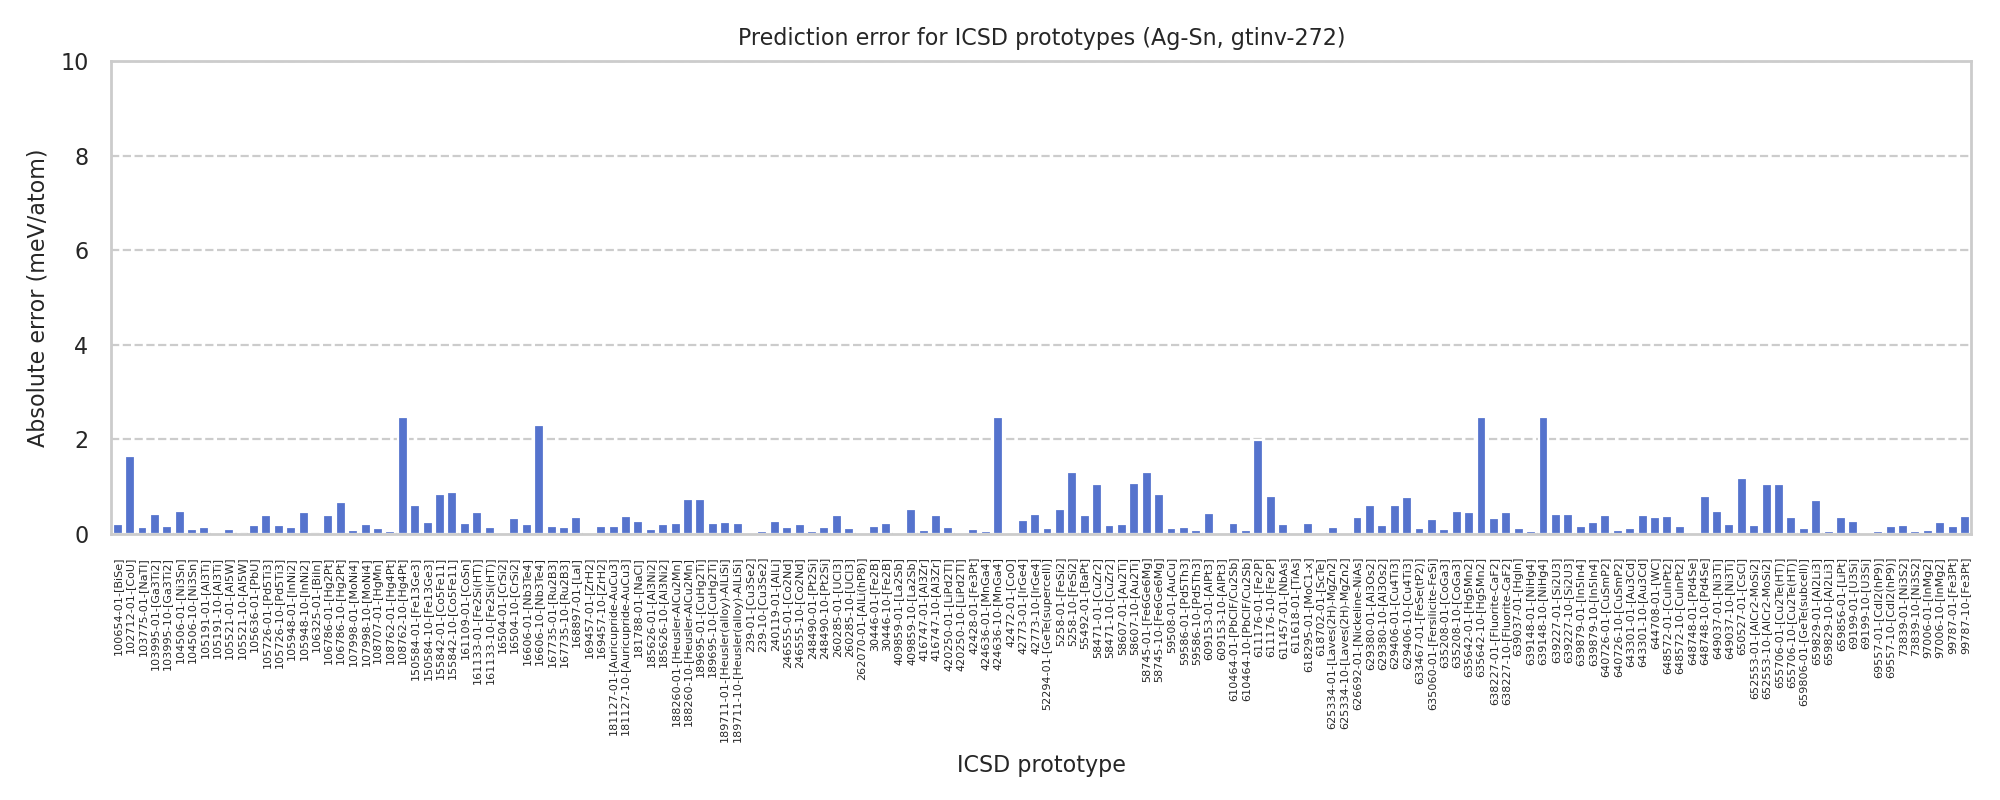 Prediction error for ICSD prototypes (Ag-Sn, gtinv-272)
Absolute error (meV/atom)
10
8
6
4
2
0
100654-01-[BiSe]
102712-01-[CoU]
103775-01-[NaTl]
103995-01-[Ga3Ti2]
103995-10-[Ga3Ti2]
104506-01-[Ni3Sn]
104506-10-[Ni3Sn]
105191-01-[Al3Ti]
105191-10-[Al3Ti]
105521-01-[Al5W]
105521-10-[Al5W]
105636-01-[PbU]
105726-01-[Pd5Ti3]
105726-10-[Pd5Ti3]
105948-01-[InNi2]
105948-10-[InNi2]
106325-01-[BiIn]
106786-01-[Hg2Pt]
106786-10-[Hg2Pt]
107998-01-[MoNi4]
107998-10-[MoNi4]
108707-01-[HgMn]
108762-01-[Hg4Pt]
108762-10-[Hg4Pt]
150584-01-[Fe13Ge3]
150584-10-[Fe13Ge3]
155842-01-[Co5Fe11]
155842-10-[Co5Fe11]
161109-01-[CoSn]
161133-01-[Fe2Si(HT)]
161133-10-[Fe2Si(HT)]
16504-01-[CrSi2]
16504-10-[CrSi2]
16606-01-[Nb3Te4]
16606-10-[Nb3Te4]
167735-01-[Ru2B3]
167735-10-[Ru2B3]
168897-01-[LaI]
169457-01-[ZrH2]
169457-10-[ZrH2]
181127-01-[Auricupride-AuCu3]
181127-10-[Auricupride-AuCu3]
181788-01-[NaCl]
185626-01-[Al3Ni2]
185626-10-[Al3Ni2]
188260-01-[Heusler-AlCu2Mn]
188260-10-[Heusler-AlCu2Mn]
189695-01-[CuHg2Ti]
189695-10-[CuHg2Ti]
189711-01-[Heusler(alloy)-AlLiSi]
189711-10-[Heusler(alloy)-AlLiSi]
239-01-[Cu3Se2]
239-10-[Cu3Se2]
240119-01-[AlLi]
246555-01-[Co2Nd]
246555-10-[Co2Nd]
248490-01-[Pt2Si]
248490-10-[Pt2Si]
260285-01-[UCl3]
260285-10-[UCl3]
262070-01-[AlLi(hP8)]
30446-01-[Fe2B]
30446-10-[Fe2B]
409859-01-[La2Sb]
409859-10-[La2Sb]
416747-01-[Al3Zr]
416747-10-[Al3Zr]
420250-01-[LiPd2Tl]
420250-10-[LiPd2Tl]
42428-01-[Fe3Pt]
424636-01-[MnGa4]
424636-10-[MnGa4]
42472-01-[CoO]
42773-01-[IrGe4]
42773-10-[IrGe4]
52294-01-[GeTe(supercell)]
5258-01-[FeSi2]
5258-10-[FeSi2]
55492-01-[BaPt]
58471-01-[CuZr2]
58471-10-[CuZr2]
58607-01-[Au2Ti]
58607-10-[Au2Ti]
58745-01-[Fe6Ge6Mg]
58745-10-[Fe6Ge6Mg]
59508-01-[AuCu]
59586-01-[Pd5Th3]
59586-10-[Pd5Th3]
609153-01-[AlPt3]
609153-10-[AlPt3]
610464-01-[PbClF/Cu2Sb]
610464-10-[PbClF/Cu2Sb]
611176-01-[Fe2P]
611176-10-[Fe2P]
611457-01-[NbAs]
611618-01-[TiAs]
618295-01-[MoC1-x]
618702-01-[ScTe]
625334-01-[Laves(2H)-MgZn2]
625334-10-[Laves(2H)-MgZn2]
626692-01-[Nickeline-NiAs]
629380-01-[Al3Os2]
629380-10-[Al3Os2]
629406-01-[Cu4Ti3]
629406-10-[Cu4Ti3]
633467-01-[FeSe(tP2)]
635060-01-[Fersilicite-FeSi]
635208-01-[CoGa3]
635208-10-[CoGa3]
635642-01-[Hg5Mn2]
635642-10-[Hg5Mn2]
638227-01-[Fluorite-CaF2]
638227-10-[Fluorite-CaF2]
639037-01-[HgIn]
639148-01-[NiHg4]
639148-10-[NiHg4]
639227-01-[Si2U3]
639227-10-[Si2U3]
639879-01-[In5In4]
639879-10-[In5In4]
640726-01-[CuSmP2]
640726-10-[CuSmP2]
643301-01-[Au3Cd]
643301-10-[Au3Cd]
644708-01-[WC]
648572-01-[CuInPt2]
648572-10-[CuInPt2]
648748-01-[Pd4Se]
648748-10-[Pd4Se]
649037-01-[Ni3Ti]
649037-10-[Ni3Ti]
650527-01-[CsCl]
652553-01-[AlCr2-MoSi2]
652553-10-[AlCr2-MoSi2]
655706-01-[Cu2Te(HT)]
655706-10-[Cu2Te(HT)]
659806-01-[GeTe(subcell)]
659829-01-[Al2Li3]
659829-10-[Al2Li3]
659856-01-[LiPt]
69199-01-[U3Si]
69199-10-[U3Si]
69557-01-[CdI2(hP9)]
69557-10-[CdI2(hP9)]
73839-01-[Ni3S2]
73839-10-[Ni3S2]
97006-01-[InMg2]
97006-10-[InMg2]
99787-01-[Fe3Pt]
99787-10-[Fe3Pt]
ICSD prototype